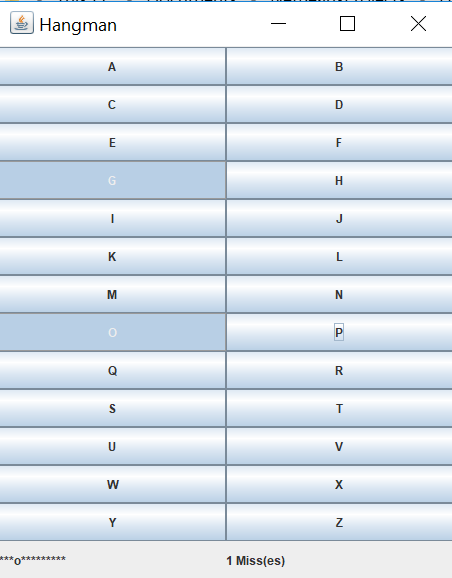 Hangman
A B
C D
E F
G H
I J
K L
M N
O P
Q R
S T
U V
W X
Y Z
***o********* 1 Miss(es)